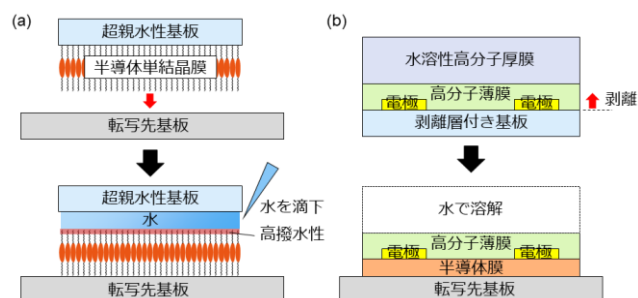 (a)
超親水性基板
半導体単結晶膜
転写先基板
超親水性基板
水
水を滴下
高撥水性
転写先基板
(b)
水溶性高分子厚膜
高分子薄膜
電極 電極
剥離
剥離層付き基板
水で溶解
高分子薄膜
電極 電極
半導体膜
転写先基板